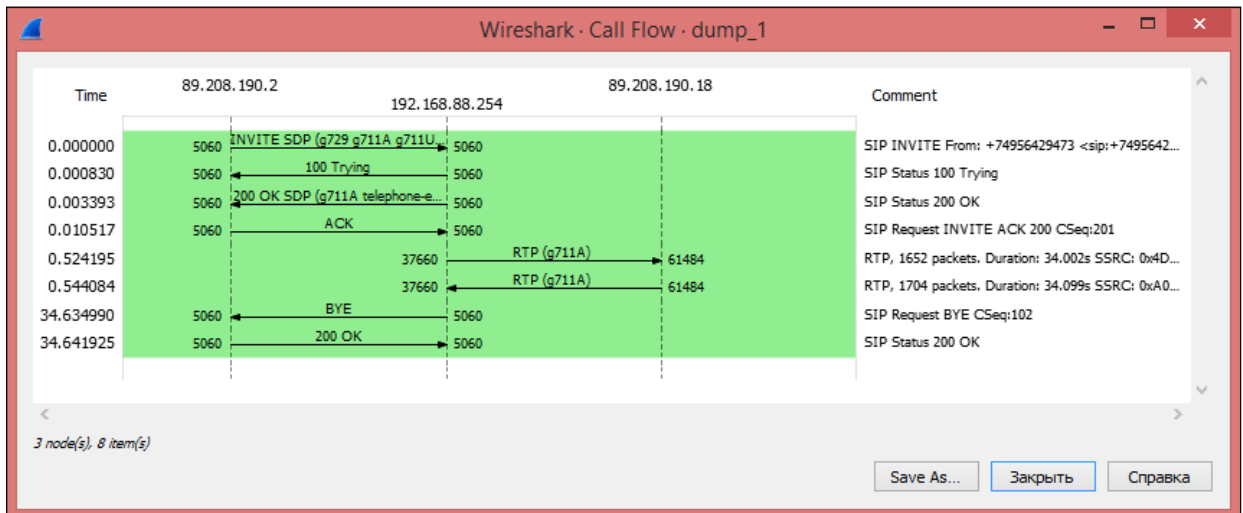 Wireshark · Call Flow · dump_1
Time 89.208.190.2 192.168.88.254 89.208.190.18 Comment
0.000000 5060 INVITE SDP (g729 g711A g711U... 5060 SIP INVITE From: +74956429473 <sip:+7495642...
0.000830 5060 100 Trying 5060 SIP Status 100 Trying
0.003393 5060 200 OK SDP (g711A telephone-e... 5060 SIP Status 200 OK
0.010517 5060 ACK 5060 SIP Request INVITE ACK 200 CSeq:201
0.524195 37660 RTP (g711A) 61484 RTP, 1652 packets. Duration: 34.002s SSRC: 0x4D...
0.544084 37660 RTP (g711A) 61484 RTP, 1704 packets. Duration: 34.099s SSRC: 0xA0...
34.634990 5060 BYE 5060 SIP Request BYE CSeq:102
34.641925 5060 200 OK 5060 SIP Status 200 OK
3 node(s), 8 item(s)
Save As... Закрыть Справка